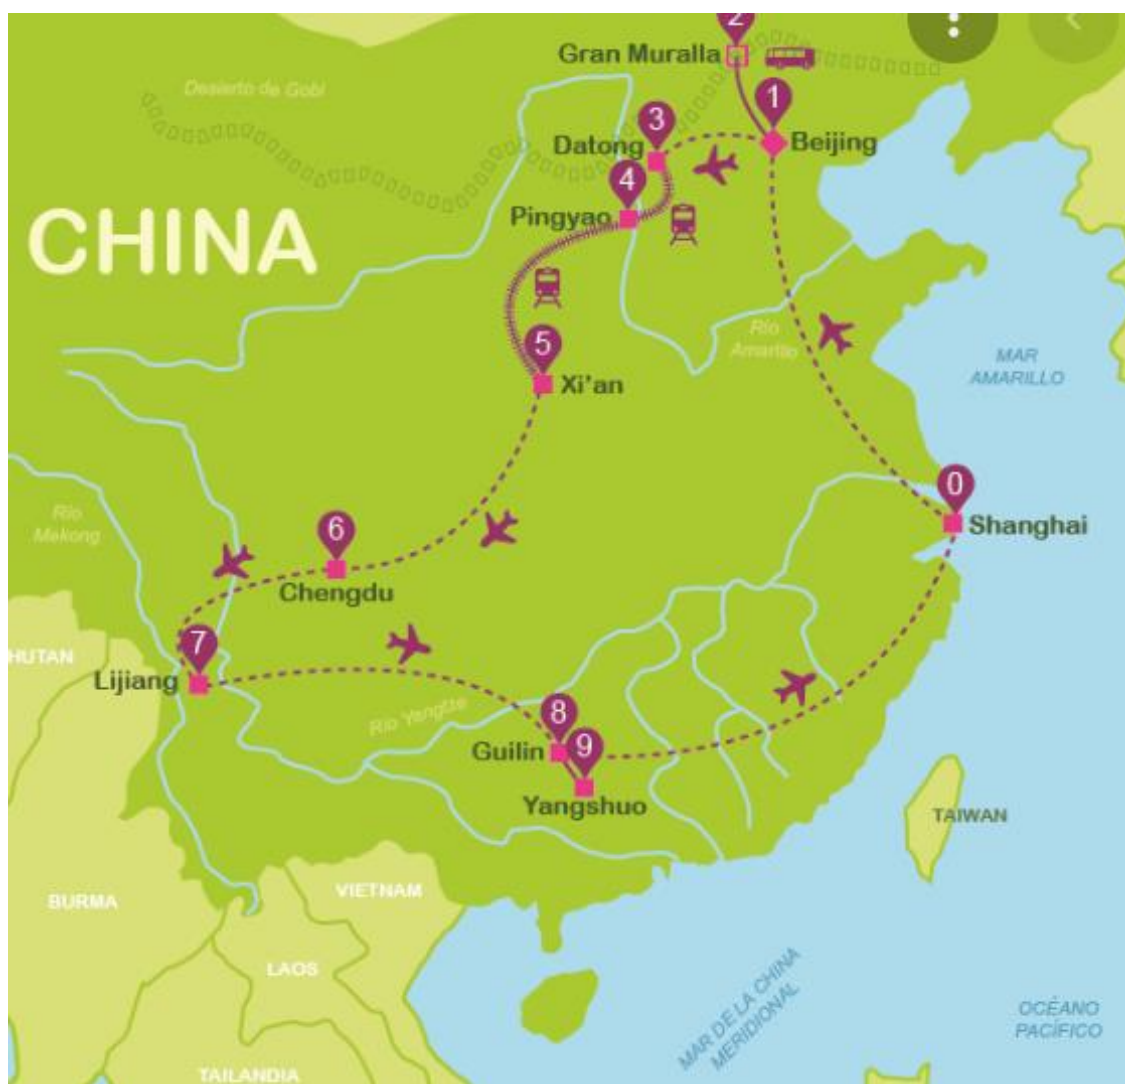 2
Gran Muralla
Desierto de Gobi
1
3
Datong
Beijing
4
Pingyao
CHINA
5
Xi'an
Río
Amarillo
MAR
AMARILLO
0
Shanghai
Río
Mekong
6
Chengdu
HUTAN
7
Lijiang
Río Yangtze
8
Guilin
9
Yangshuo
TAIWAN
BURMA
VIETNAM
LAOS
MAR DE LA CHINA
MERIDIONAL
OCÉANO
PACÍFICO
TAILANDIA